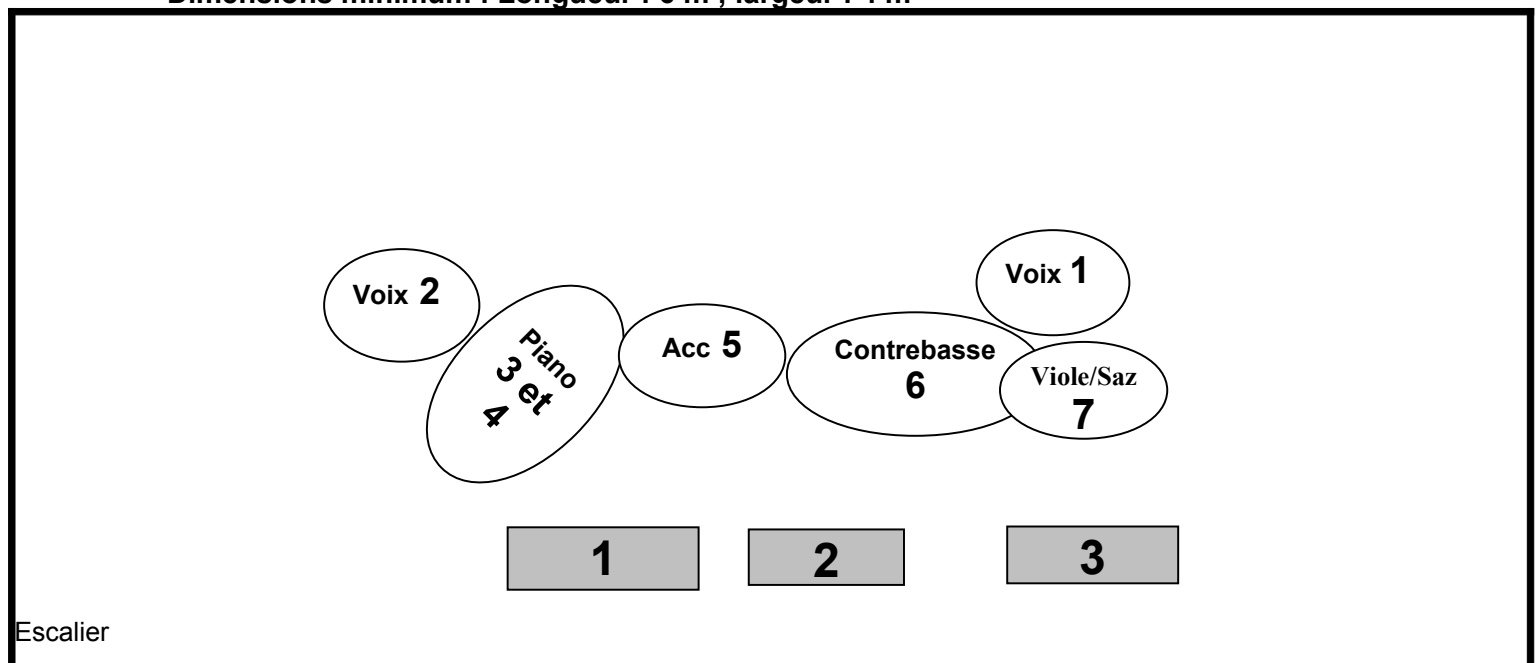 Voix 1
Voix 2
Piano
3 et
4
Acc 5
Contrebasse
6
Viole/Saz
7
1
2
3
Escalier